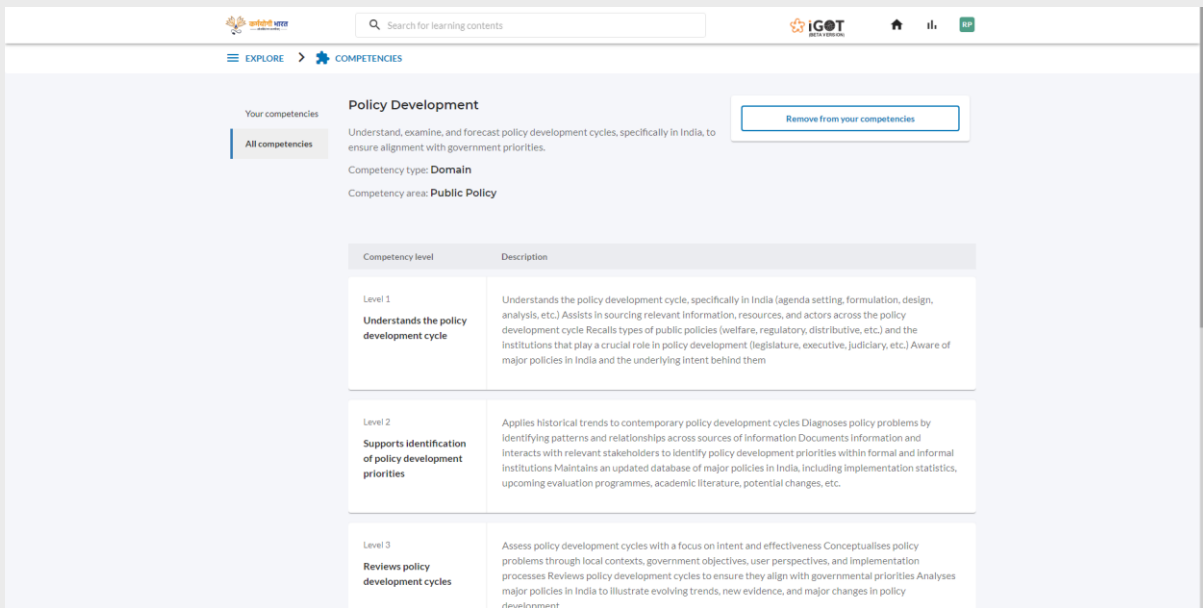 कर्मयोगी भारत
Search for learning contents
iGOT
(BETA VERSION)
RP
EXPLORE
COMPETENCIES
Your competencies
All competencies
Policy Development
Understand, examine, and forecast policy development cycles, specifically in India, to
ensure alignment with government priorities.
Competency type: Domain
Competency area: Public Policy
Remove from your competencies
Competency level Description
Level 1
Understands the policy
development cycle
Understands the policy development cycle, specifically in India (agenda setting, formulation, design,
analysis, etc.) Assists in sourcing relevant information, resources, and actors across the policy
development cycle Recalls types of public policies (welfare, regulatory, distributive, etc.) and the
institutions that play a crucial role in policy development (legislature, executive, judiciary, etc.) Aware of
major policies in India and the underlying intent behind them
Level 2
Supports identification
of policy development
priorities
Applies historical trends to contemporary policy development cycles Diagnoses policy problems by
identifying patterns and relationships across sources of information Documents information and
interacts with relevant stakeholders to identify policy development priorities within formal and informal
institutions Maintains an updated database of major policies in India, including implementation statistics,
upcoming evaluation programmes, academic literature, potential changes, etc.
Level 3
Reviews policy
development cycles
Assess policy development cycles with a focus on intent and effectiveness Conceptualises policy
problems through local contexts, government objectives, user perspectives, and implementation
processes Reviews policy development cycles to ensure they align with governmental priorities Analyses
major policies in India to illustrate evolving trends, new evidence, and major changes in policy
development